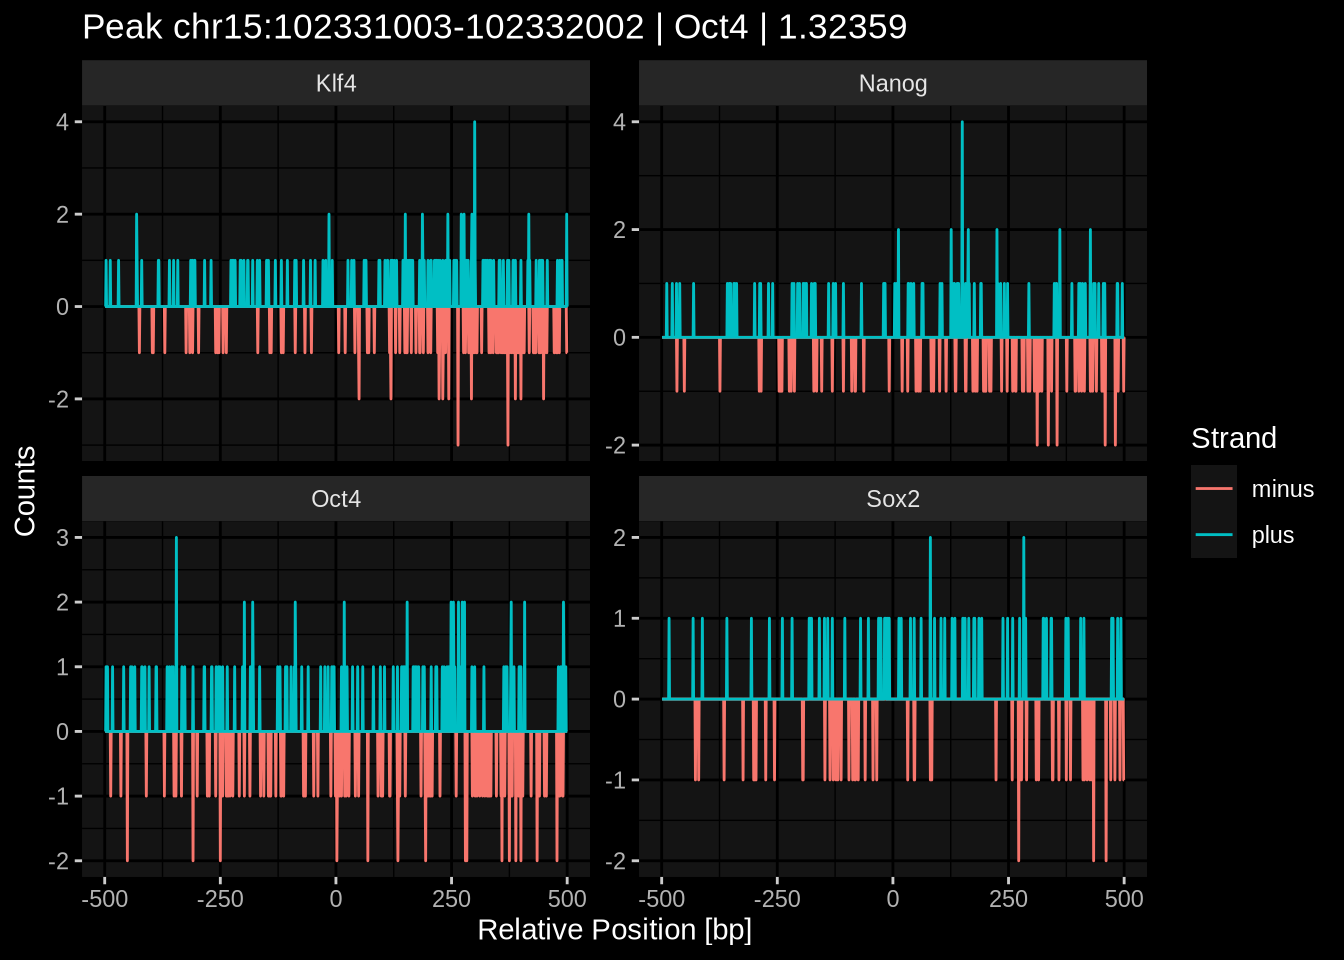 Peak chr15:102331003-102332002 | Oct4 | 1.32359
Klf4
Nanog
4
2
0
-2
4
2
0
-2
Counts
Oct4
Sox2
3
2
1
0
-1
-2
2
1
0
-1
-2
-500 -250 0 250 500
-500 -250 0 250 500
Relative Position [bp]
Strand
minus
plus